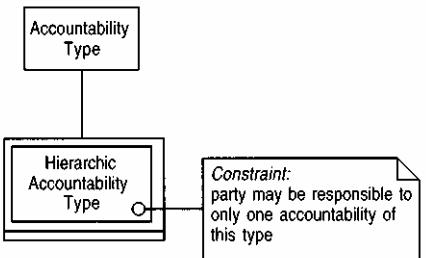 Accountability
Type
Hierarchic
Accountability
Type
Constraint:
party may be responsible to
only one accountability of
this type